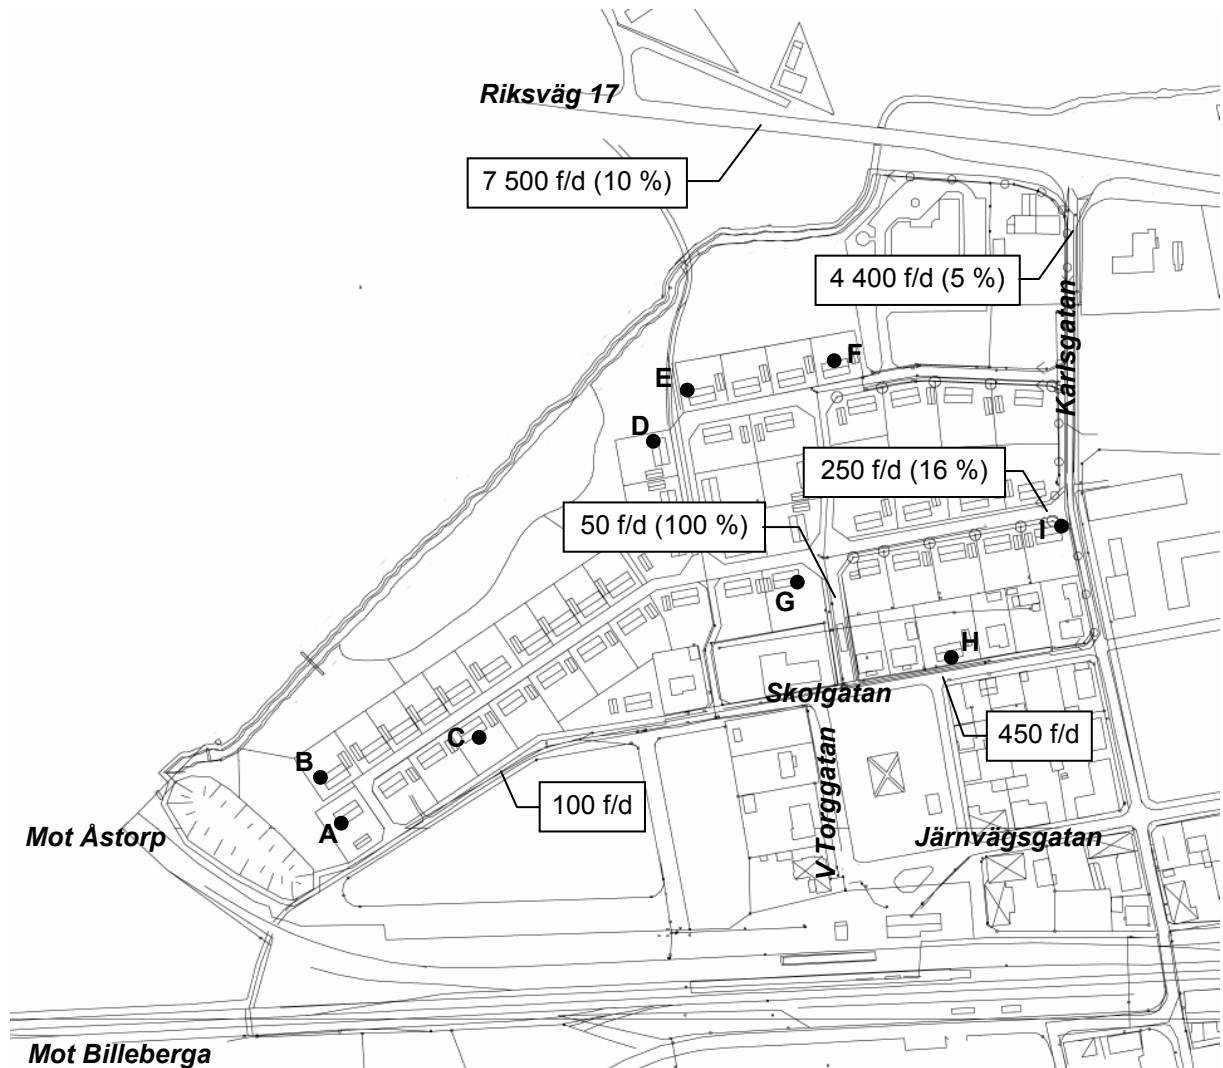 Riksväg 17
7 500 f/d (10 %)
4 400 f/d (5 %)
Karlsgatan
F
E
D
250 f/d (16 %)
50 f/d (100 %)
I
G
H
Skolgatan
C
450 f/d
B
100 f/d
V Torggatan
A
Mot Åstorp
Järnvägsgatan
Mot Billeberga